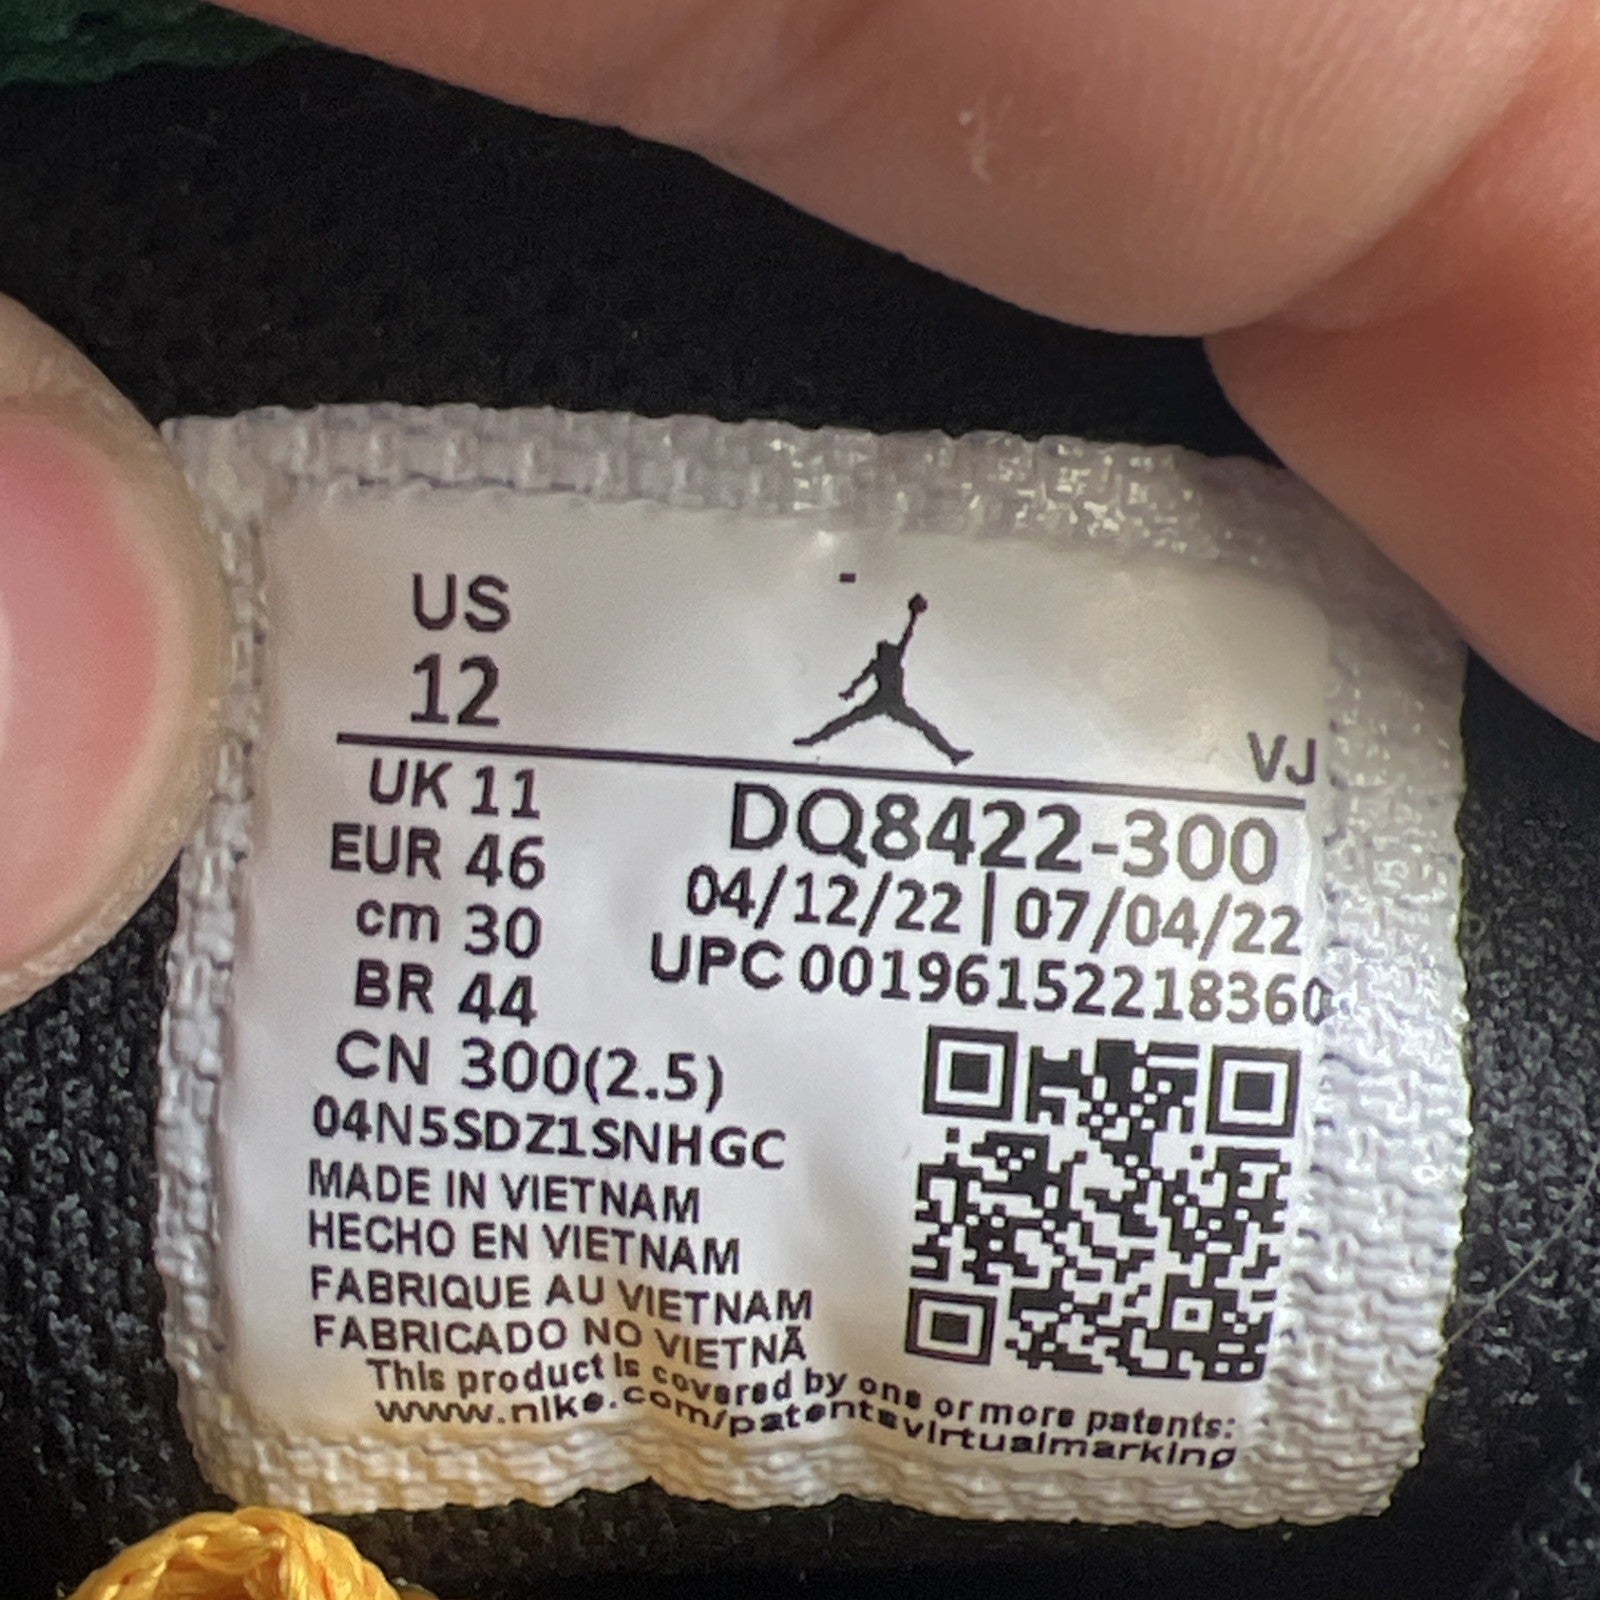 US
12
VJ
UK 11
EUR 46
cm 30
BR 44
CN 300(2.5)
DQ8422-300
04/12/22 | 07/04/22
UPC 00196152218360
04N5SDZ1SNHGC
MADE IN VIETNAM
HECHO EN VIETNAM
FABRIQUE AU VIETNAM
FABRICADO NO VIETNÃ
This product is covered by one or more patents:
www.nike.com/patentsvirtualmarking